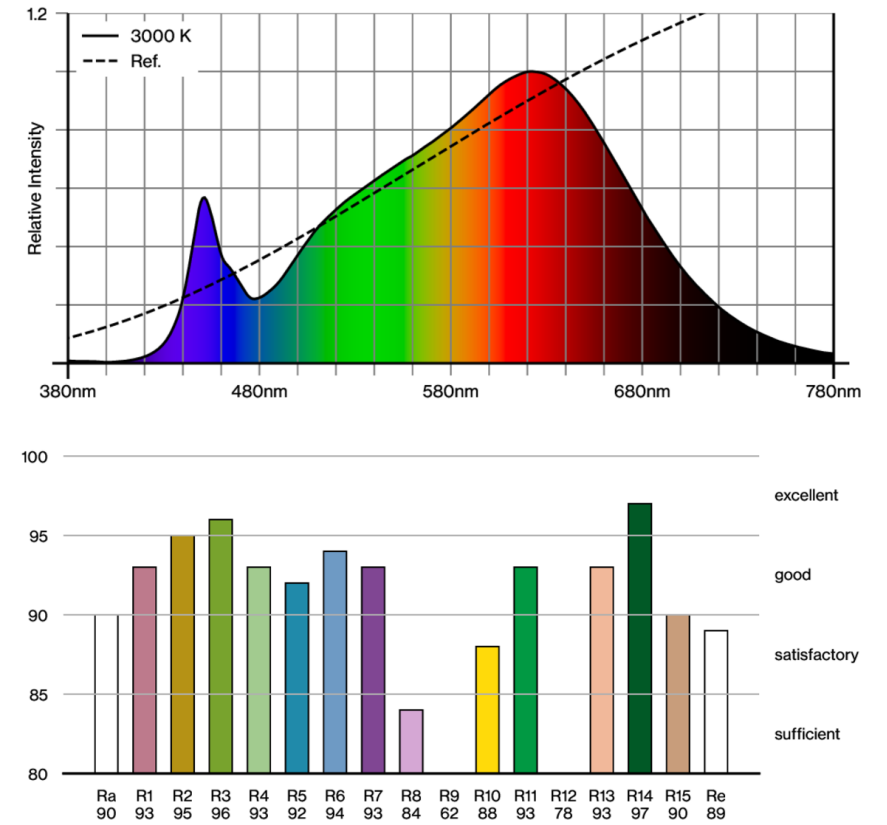 1.2
3000 K
Ref.
Relative Intensity
380nm 480nm 580nm 680nm 780nm
100
excellent
95
good
90
satisfactory
85
sufficient
80
Ra R1 R2 R3 R4 R5 R6 R7 R8 R9 R10 R11 R12 R13 R14 R15 Re
90 93 95 96 93 92 94 93 84 62 88 93 78 93 97 90 89